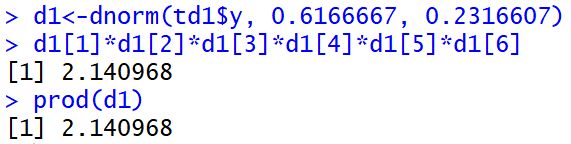 > d1<-dnorm(td1$y, 0.6166667, 0.2316607)
> d1[1]*d1[2]*d1[3]*d1[4]*d1[5]*d1[6]
[1] 2.140968
> prod(d1)
[1] 2.140968